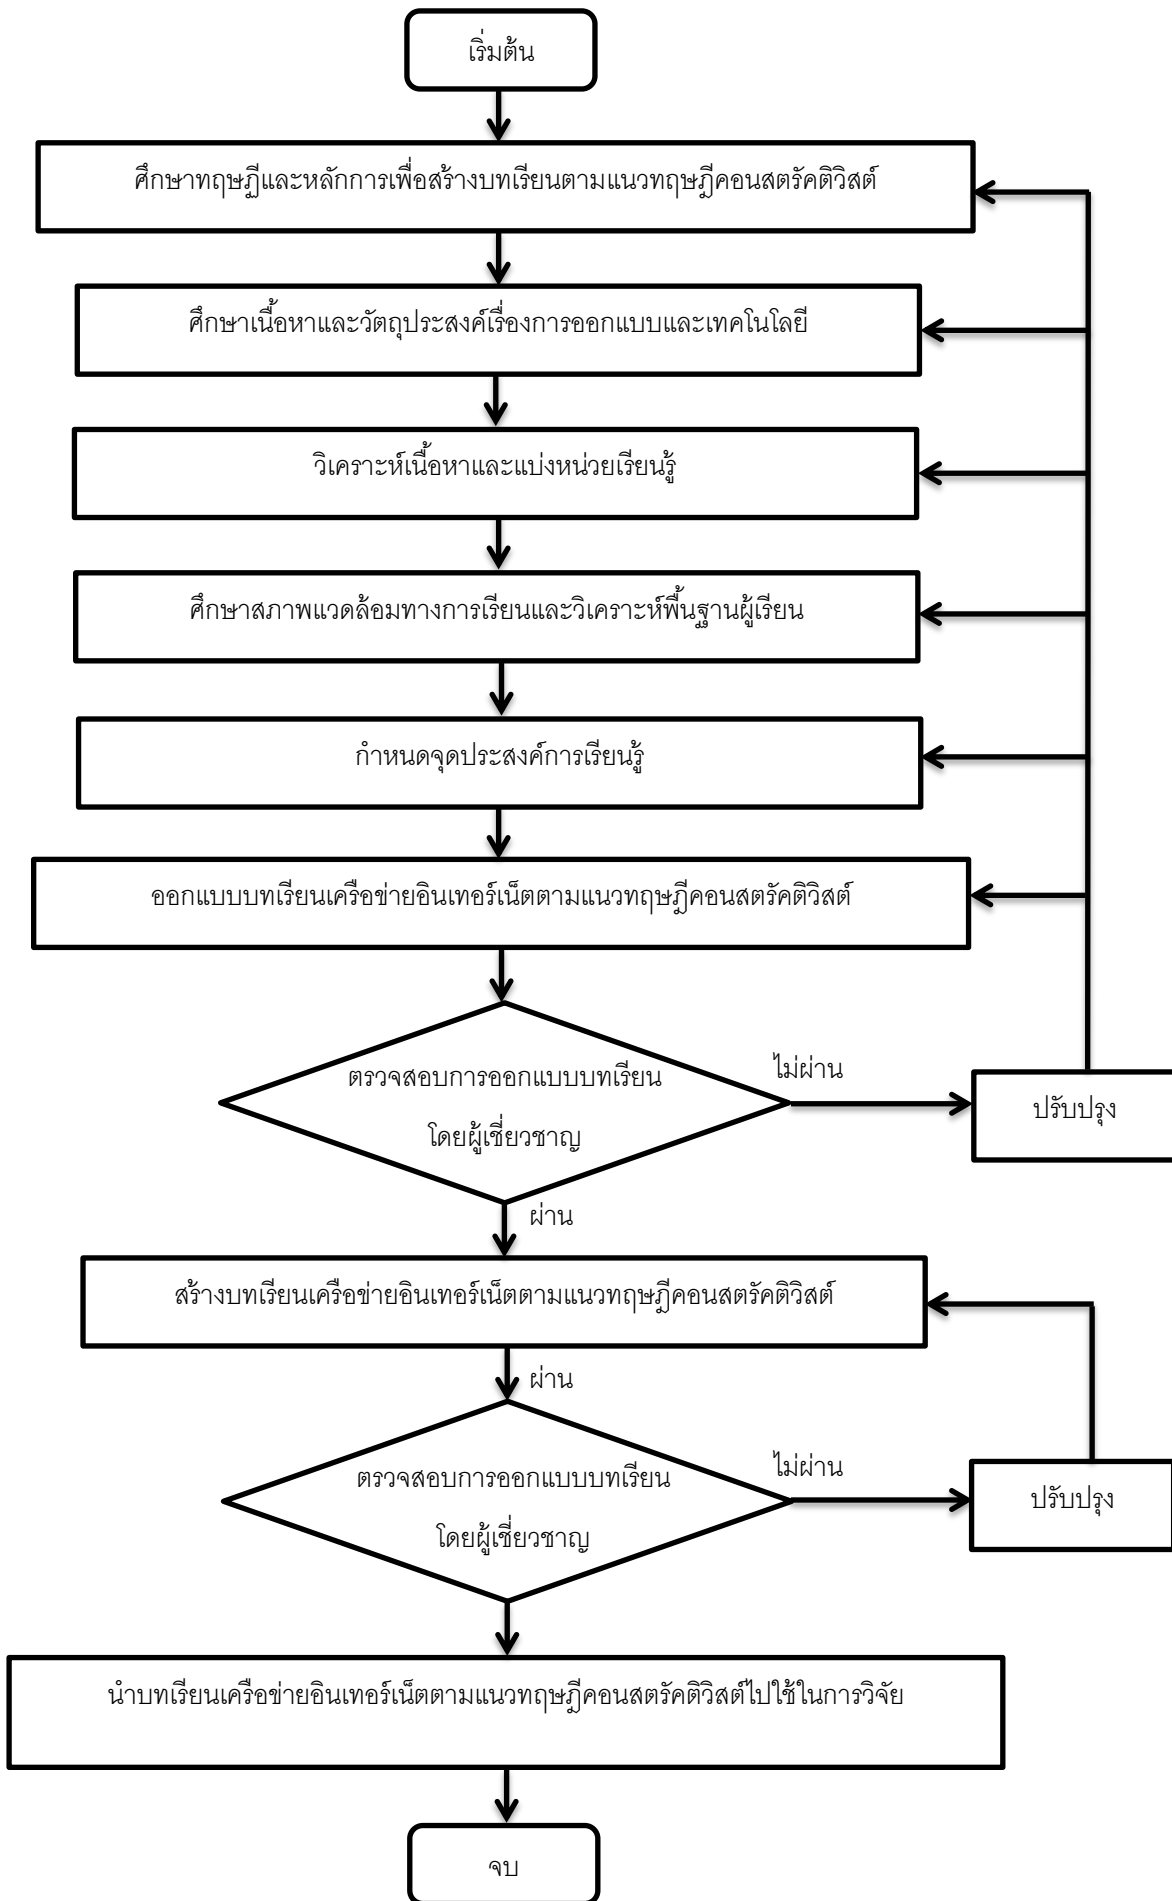 เริ่มต้น
ศึกษาทฤษฏีและหลักการเพื่อสร้างบทเรียนตามแนวทฤษฎีคอนสตรัคติวิสต์
ศึกษาเนื้อหาและวัตถุประสงค์เรื่องการออกแบบและเทคโนโลยี
วิเคราะห์เนื้อหาและแบ่งหน่วยเรียนรู้
ศึกษาสภาพแวดล้อมทางการเรียนและวิเคราะห์พื้นฐานผู้เรียน
กำหนดจุดประสงค์การเรียนรู้
ออกแบบบทเรียนเครือข่ายอินเทอร์เน็ตตามแนวทฤษฎีคอนสตรัคติวิสต์
ตรวจสอบการออกแบบบทเรียน
โดยผู้เชี่ยวชาญ
ไม่ผ่าน
ปรับปรุง
ผ่าน
สร้างบทเรียนเครือข่ายอินเทอร์เน็ตตามแนวทฤษฎีคอนสตรัคติวิสต์
ผ่าน
ตรวจสอบการออกแบบบทเรียน
โดยผู้เชี่ยวชาญ
ไม่ผ่าน
ปรับปรุง
นำบทเรียนเครือข่ายอินเทอร์เน็ตตามแนวทฤษฎีคอนสตรัคติวิสต์ไปใช้ในการวิจัย
จบ